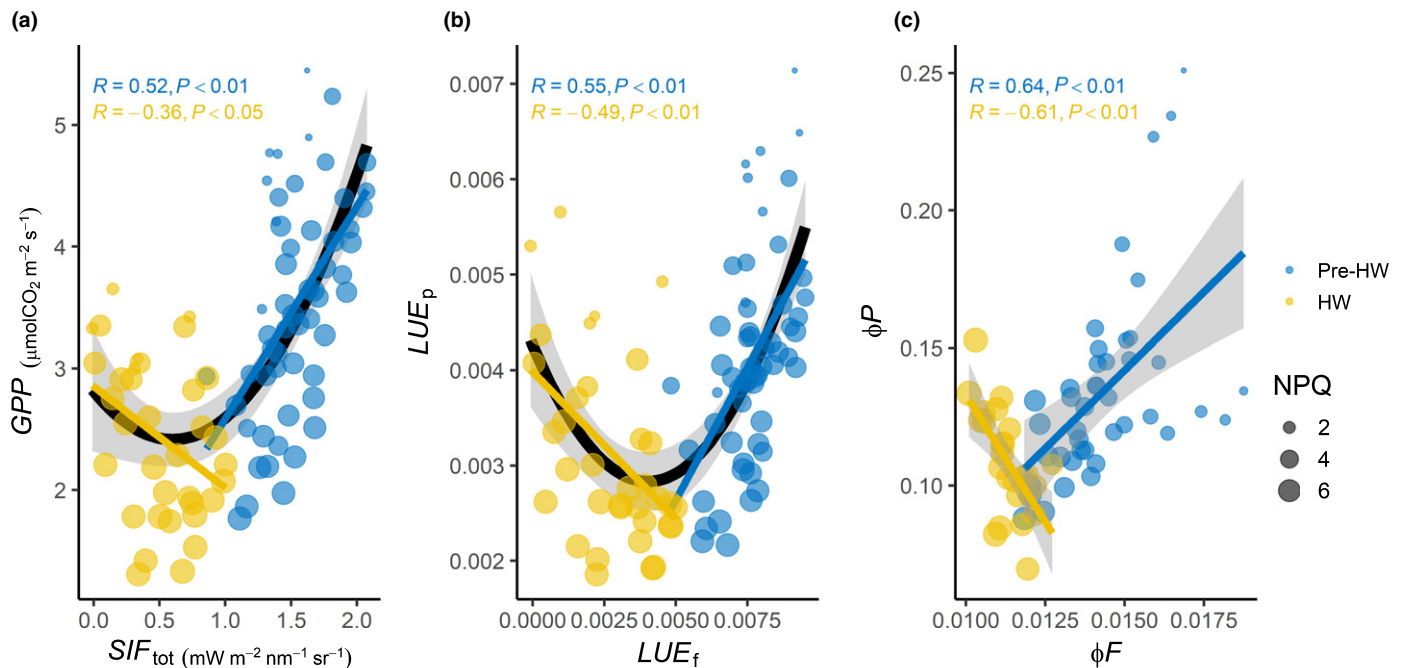 (a)
R = 0.52, P < 0.01
R = −0.36, P < 0.05
5
4
3
2
GPP (μmolCO₂ m⁻² s⁻¹)
0.0 0.5 1.0 1.5 2.0
SIFtot (mW m⁻² nm⁻¹ sr⁻¹)
(b)
R = 0.55, P < 0.01
R = −0.49, P < 0.01
0.007
0.006
0.005
0.004
0.003
0.002
LUEp
0.0000 0.0025 0.0050 0.0075
LUEf
(c)
R = 0.64, P < 0.01
R = −0.61, P < 0.01
0.25
0.20
0.15
0.10
ϕP
0.0100 0.0125 0.0150 0.0175
ϕF
Pre-HW
HW
NPQ
2
4
6